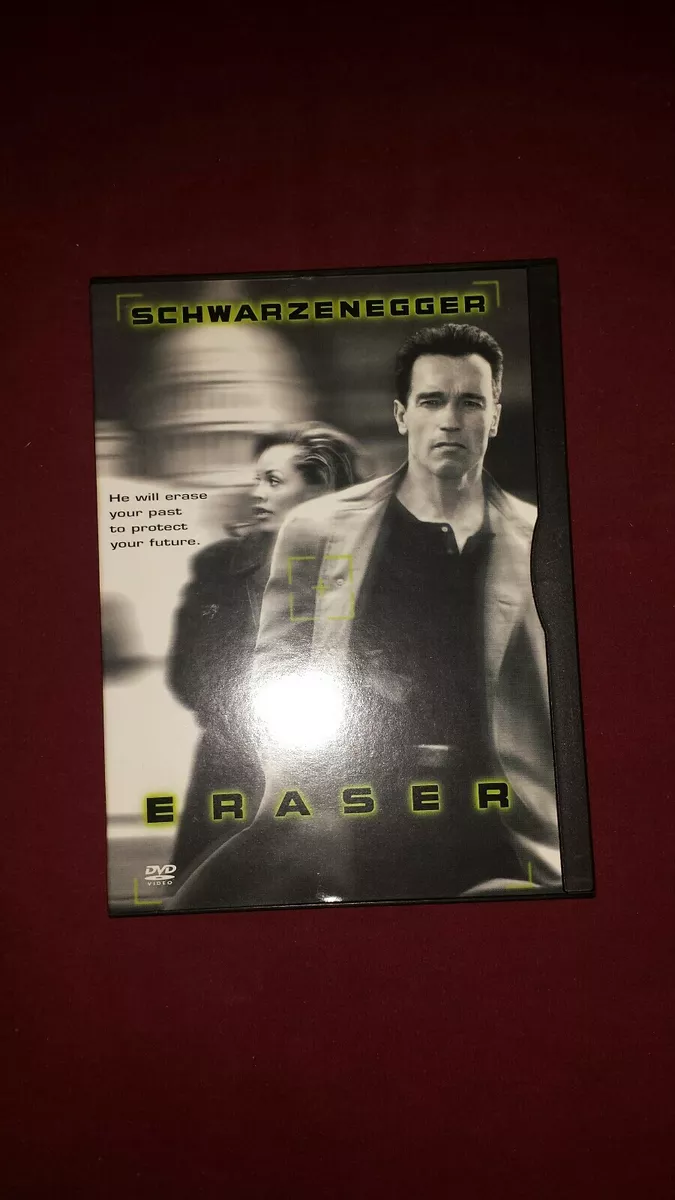 SCHWARZENEGGER
He will erase
your past
to protect
your future.
ERASER
DVD
VIDEO